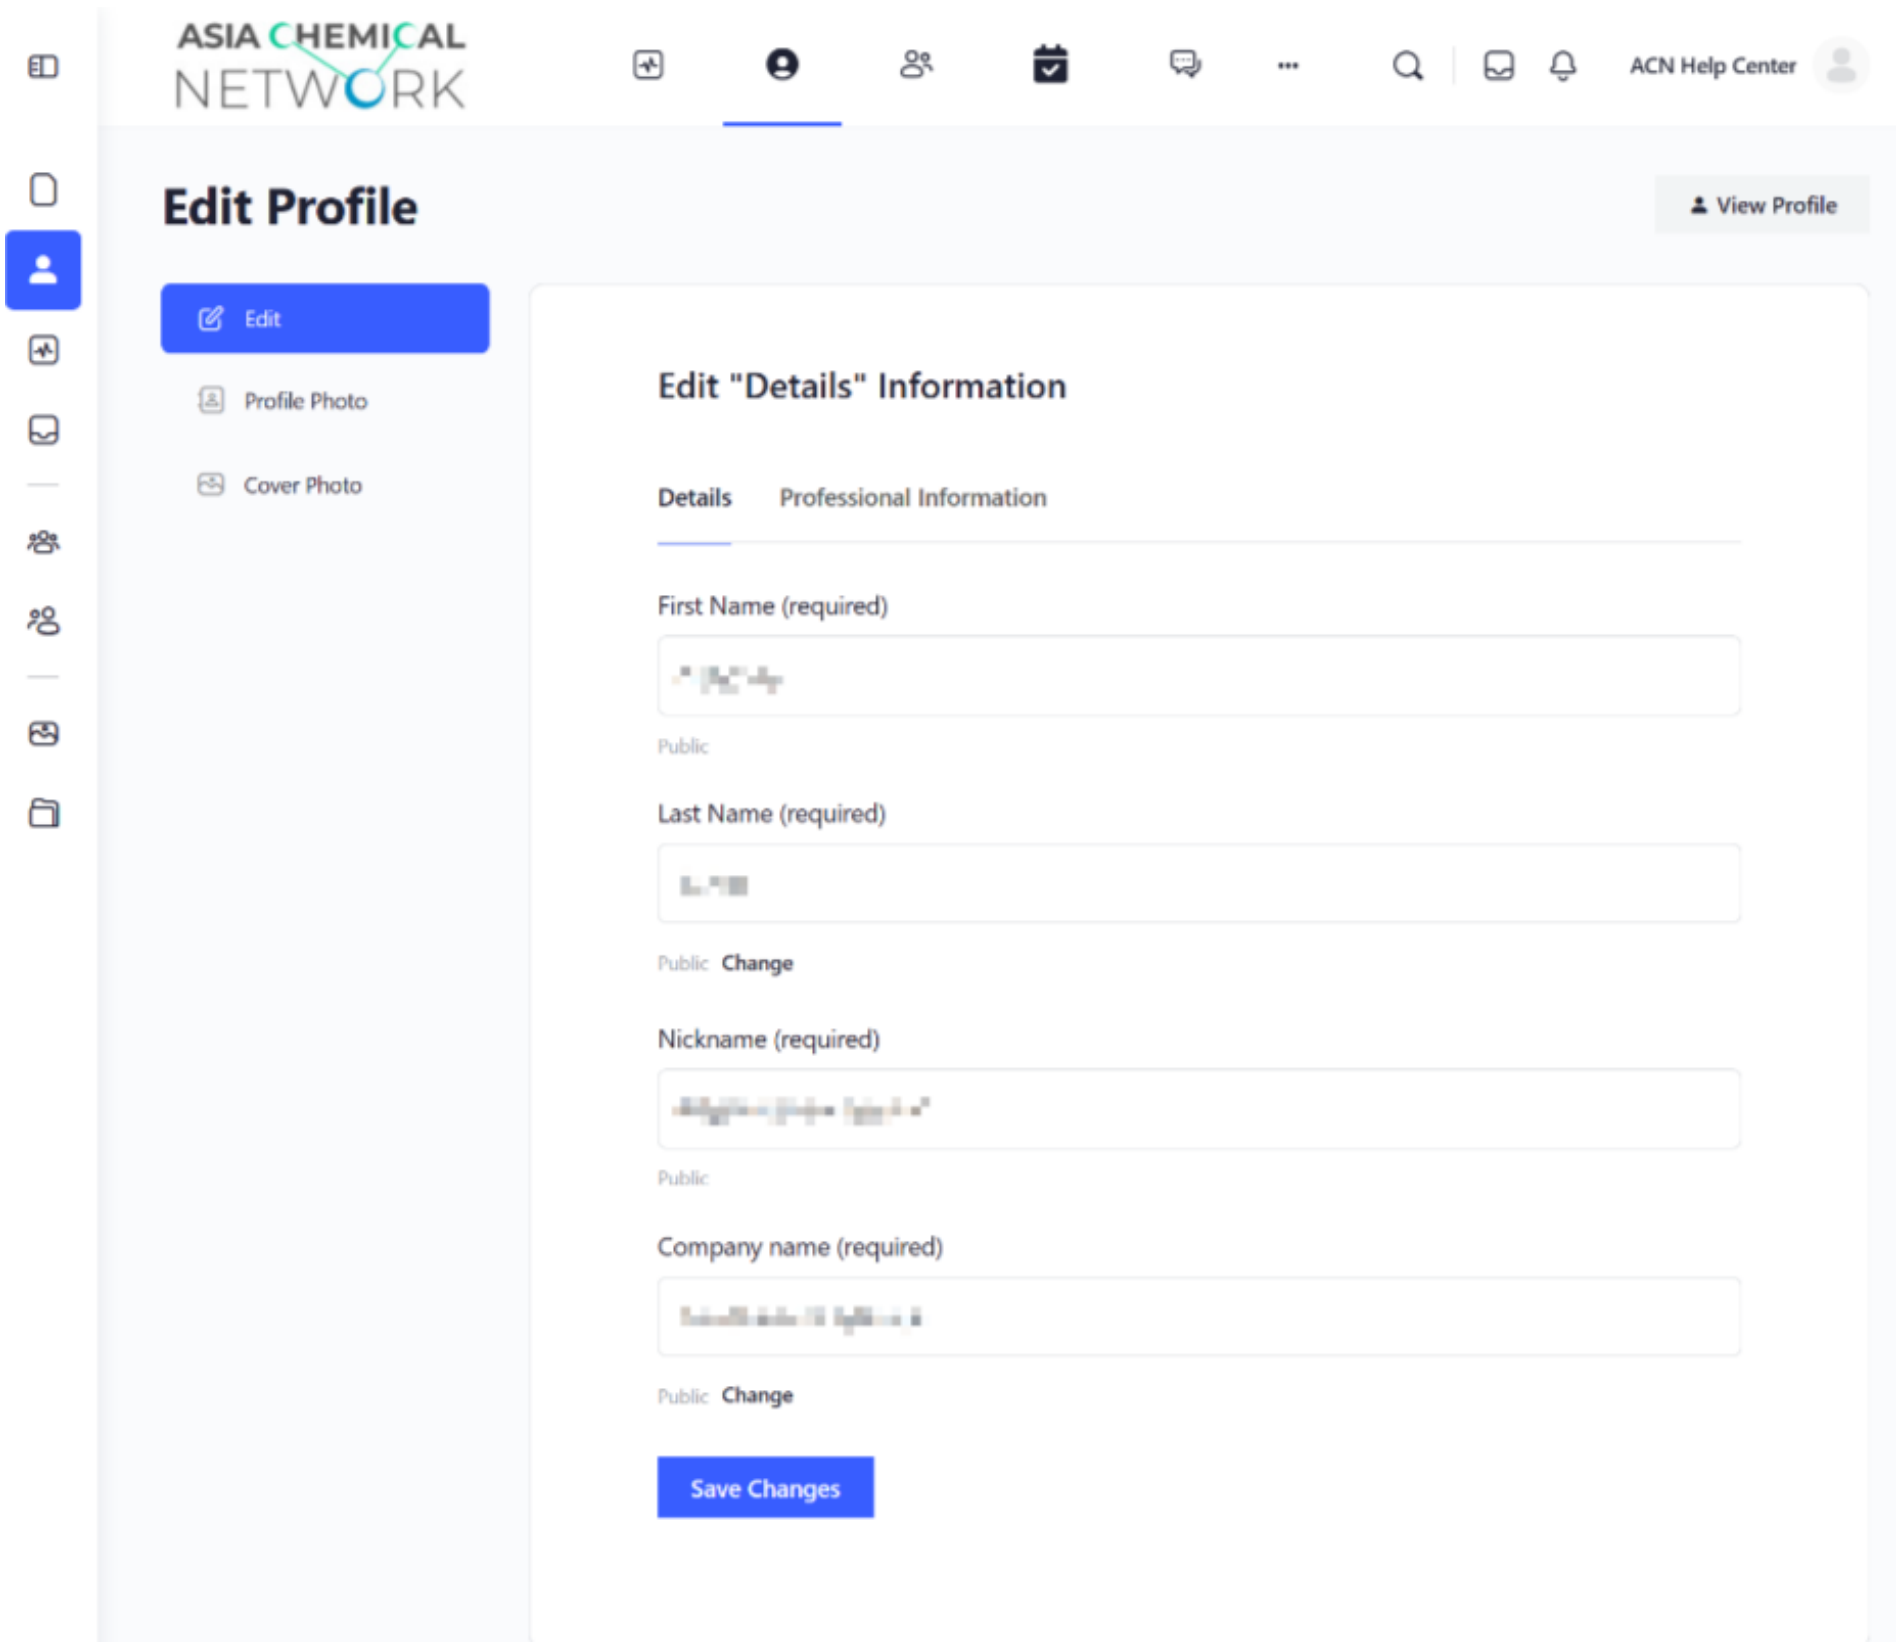 ASIA CHEMICAL
NETWORK
ACN Help Center
Edit Profile
View Profile
Edit
Profile Photo
Cover Photo
Edit "Details" Information
Details
Professional Information
First Name (required)
Public
Last Name (required)
Public Change
Nickname (required)
Public
Company name (required)
Public Change
Save Changes